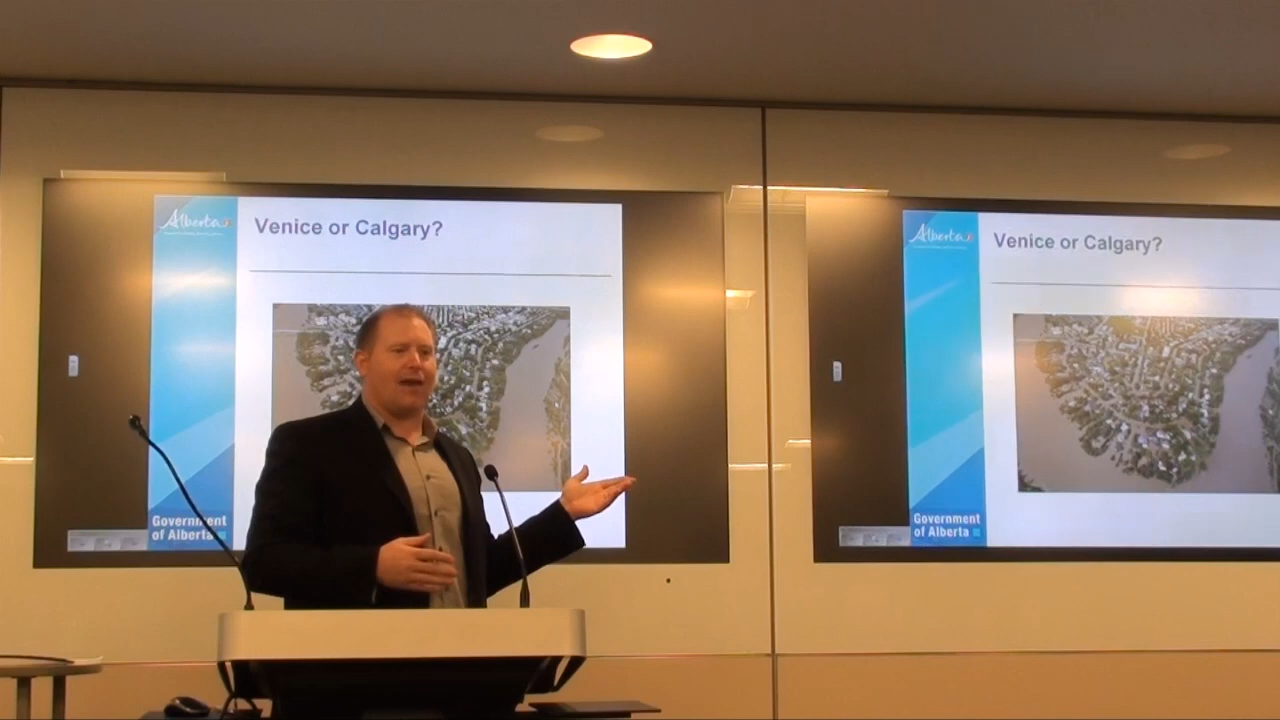 Alberta
Venice or Calgary?
Government
of Alberta
Alberta
Venice or Calgary?
Government
of Alberta